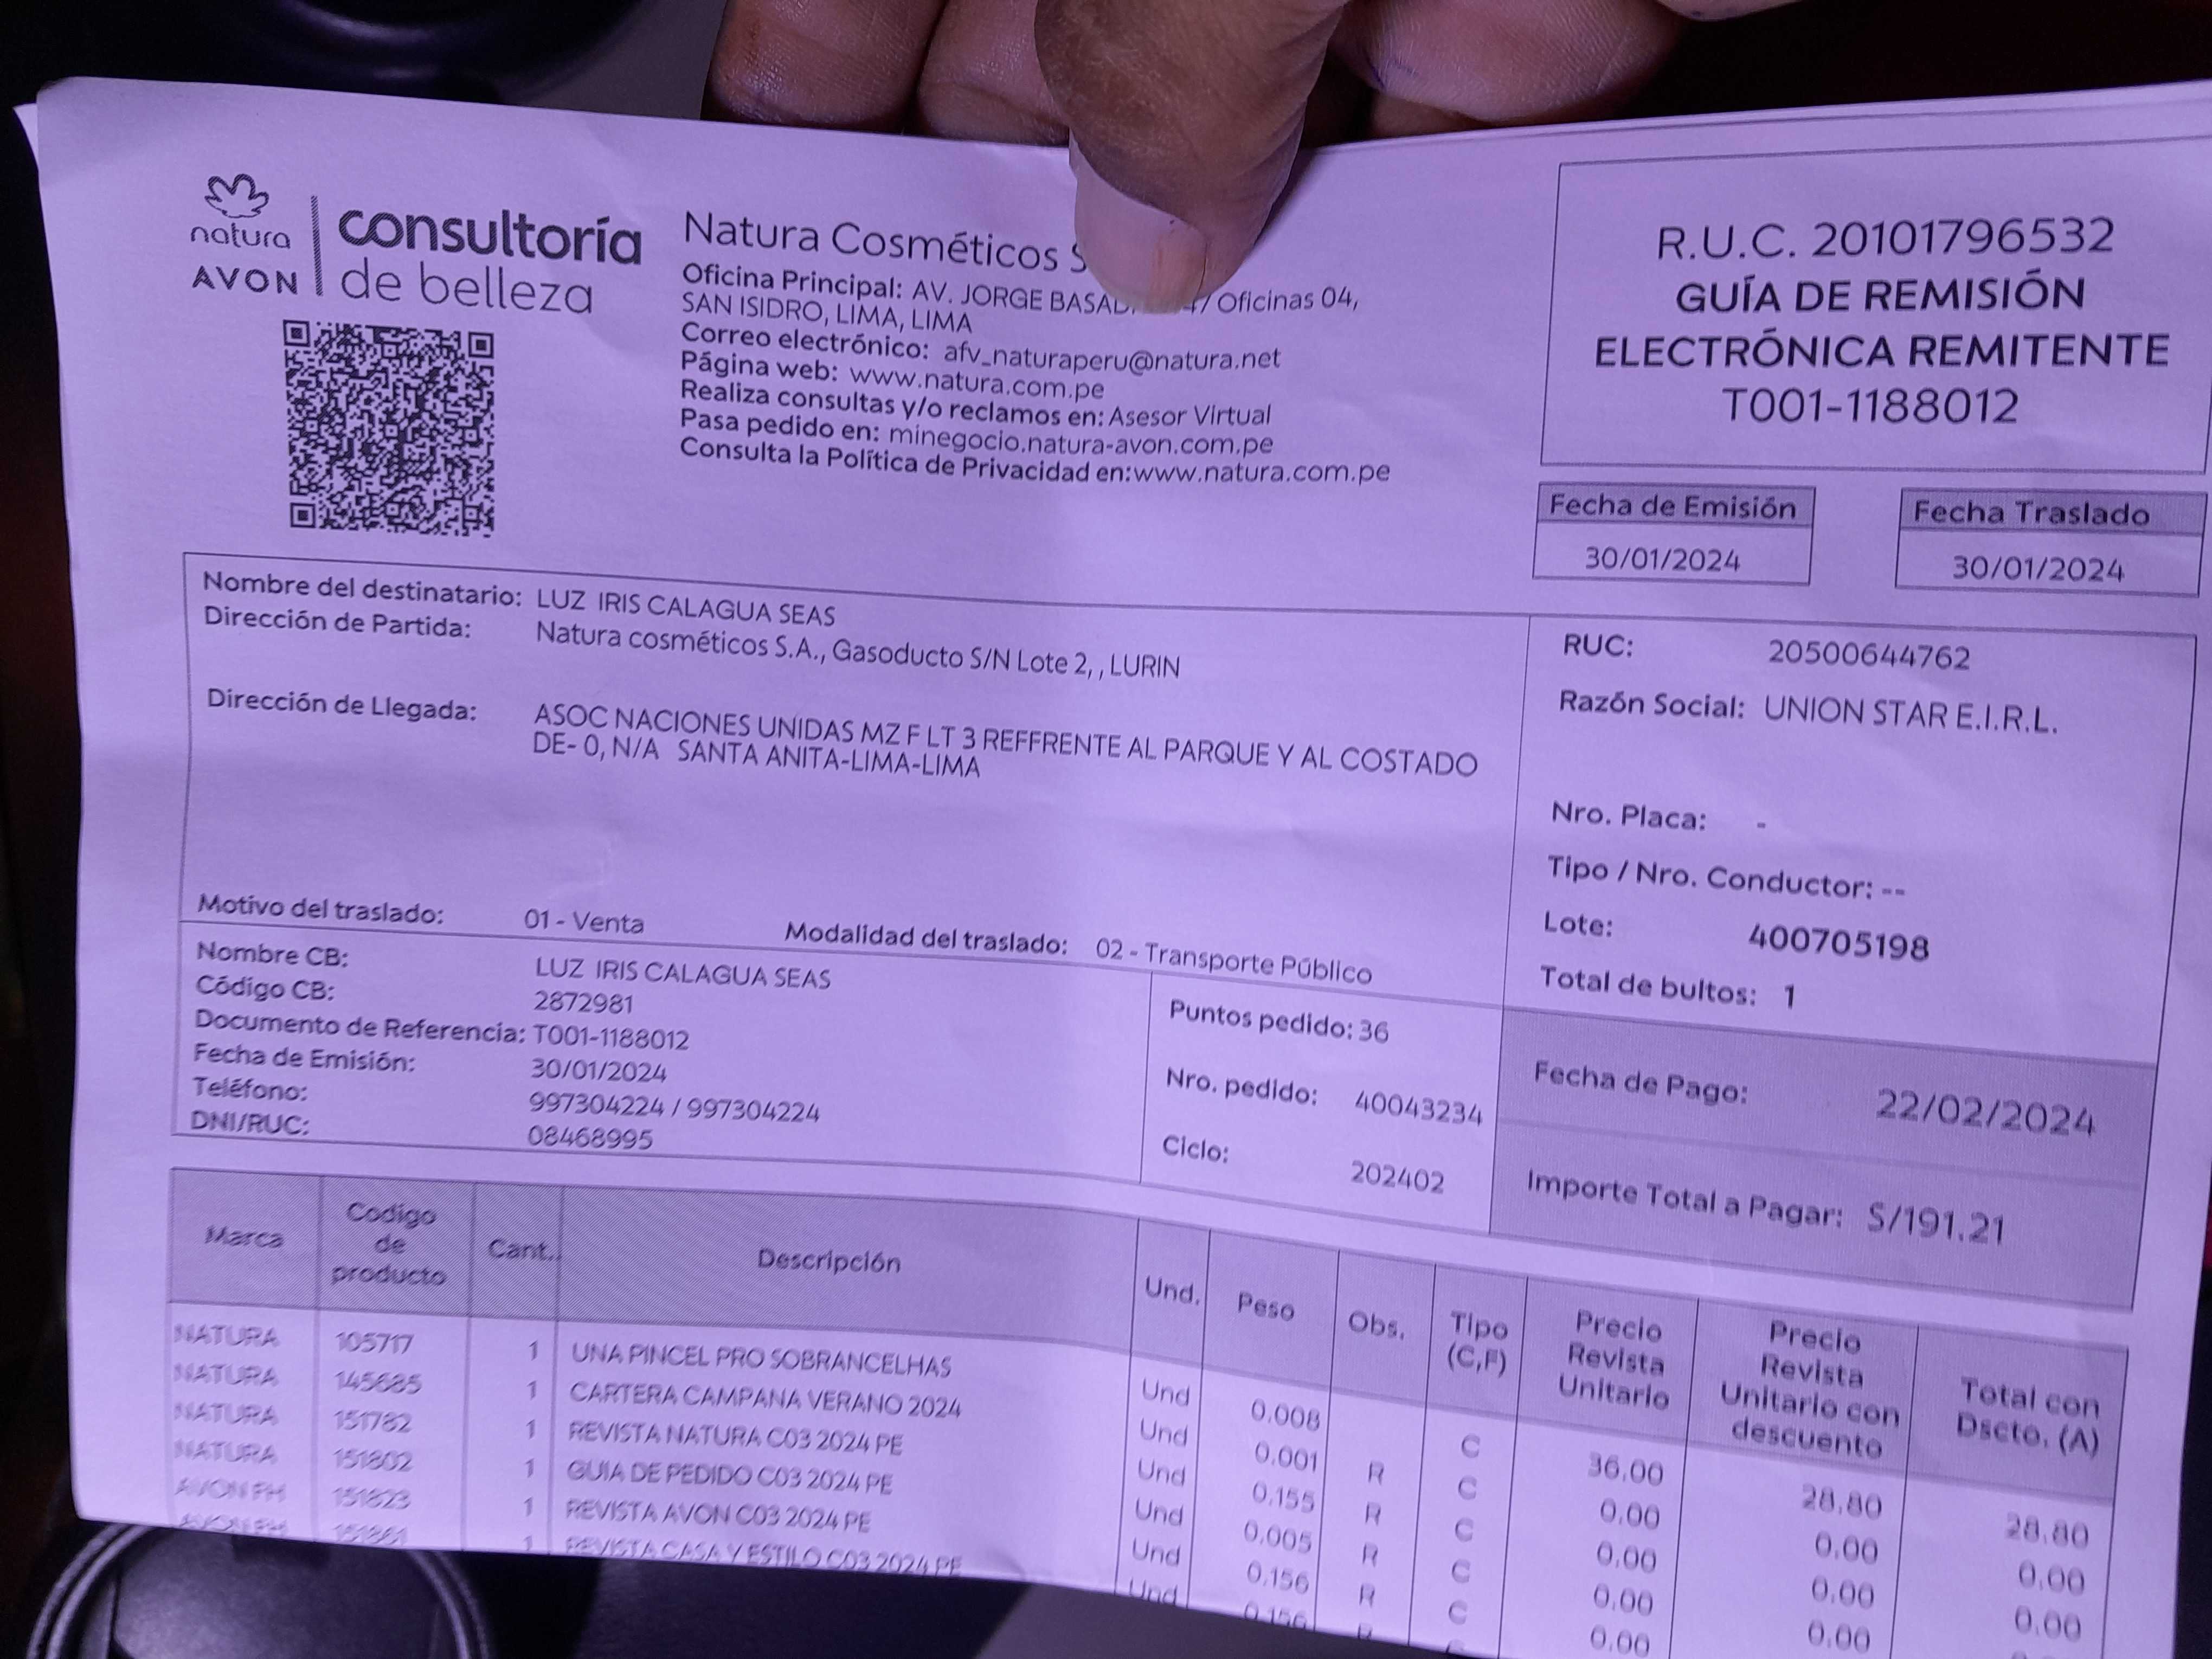 natura
AVON
consultoría
de belleza
Natura Cosméticos S
Oficina Principal: AV. JORGE Oficinas 04,
SAN ISIDRO, LIMA, LIMA
Correo electrónico: afv_naturaperu@natura.net
Página web: www.natura.com.pe
Realiza consultas y/o reclamos en: Asesor Virtual
Pasa pedido en: minegocio.natura-avon.com.pe
Consulta la Política de Privacidad en:www.natura.com.pe
R.U.C. 20101796532
GUÍA DE REMISIÓN
ELECTRÓNICA REMITENTE
T001-1188012
Fecha de Emisión
30/01/2024
Fecha Traslado
30/01/2024
Nombre del destinatario: LUZ IRIS CALAGUA SEAS
Dirección de Partida: Natura cosméticos S.A., Gasoducto S/N Lote 2, , LURIN
Dirección de Llegada: ASOC NACIONES UNIDAS MZ F LT 3 REFFRENTE AL PARQUE Y AL COSTADO
DE- 0, N/A SANTA ANITA-LIMA-LIMA
Motivo del traslado: 01 - Venta Modalidad del traslado: 02 - Transporte Público
RUC: 20500644762
Razón Social: UNION STAR E.I.R.L.
Nro. Placa: -
Tipo / Nro. Conductor: --
Lote: 400705198
Total de bultos: 1
Nombre CB: LUZ IRIS CALAGUA SEAS
Código CB: 2872981
Documento de Referencia: T001-1188012
Fecha de Emisión: 30/01/2024
Teléfono: 997304224 / 997304224
DNI/RUC: 08468995
Puntos pedido: 36
Nro. pedido: 40043234
Ciclo: 202402
Fecha de Pago: 22/02/2024
Importe Total a Pagar: S/191.21
Marca Codigo de producto Cant. Descripción Und. Peso Obs. Tipo (C,F) Precio Revista Unitario Precio Revista Unitario con descuento Total con Dscto. (A)
NATURA 105717 1 UNA PINCEL PRO SOBRANCELHAS Und 0.008 C 36.00 28.80 28.80
NATURA 145685 1 CARTERA CAMPANA VERANO 2024 Und 0.001 R C 0.00 0.00 0.00
NATURA 151782 1 REVISTA NATURA C03 2024 PE Und 0.155 R C 0.00 0.00 0.00
NATURA 151802 1 GUIA DE PEDIDO C03 2024 PE Und 0.005 R C 0.00 0.00 0.00
AVON FH 151823 1 REVISTA AVON C03 2024 PE Und 0.156 R C 0.00 0.00
AVON FH 151861 1 REVISTA CASA Y ESTILO C03 2024 PE Und 0.156 R